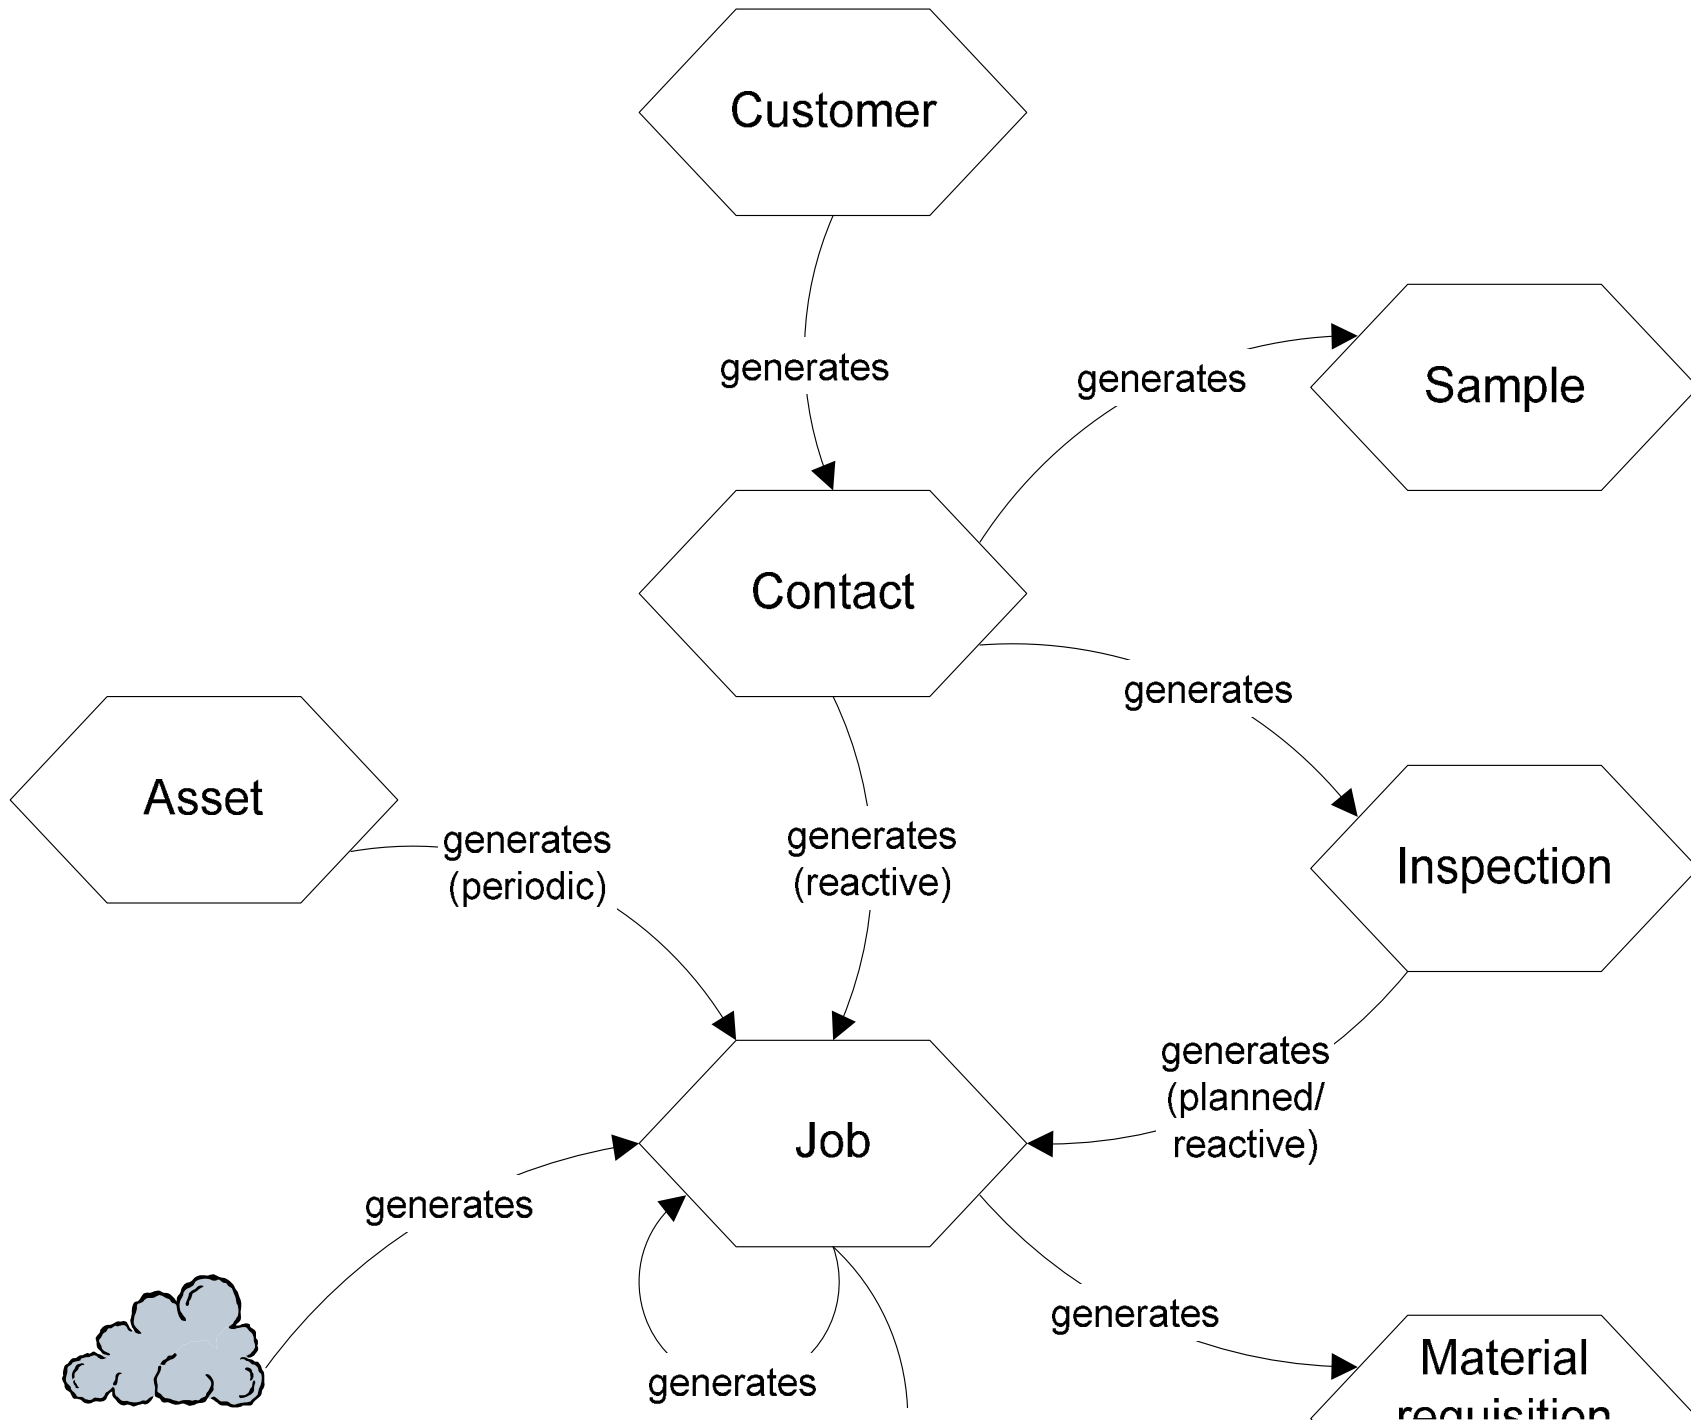 Customer
generates
generates
Sample
Contact
generates
Asset
generates
(periodic)
generates
(reactive)
Inspection
generates
(planned/
reactive)
Job
generates
generates
generates
Material
requisition